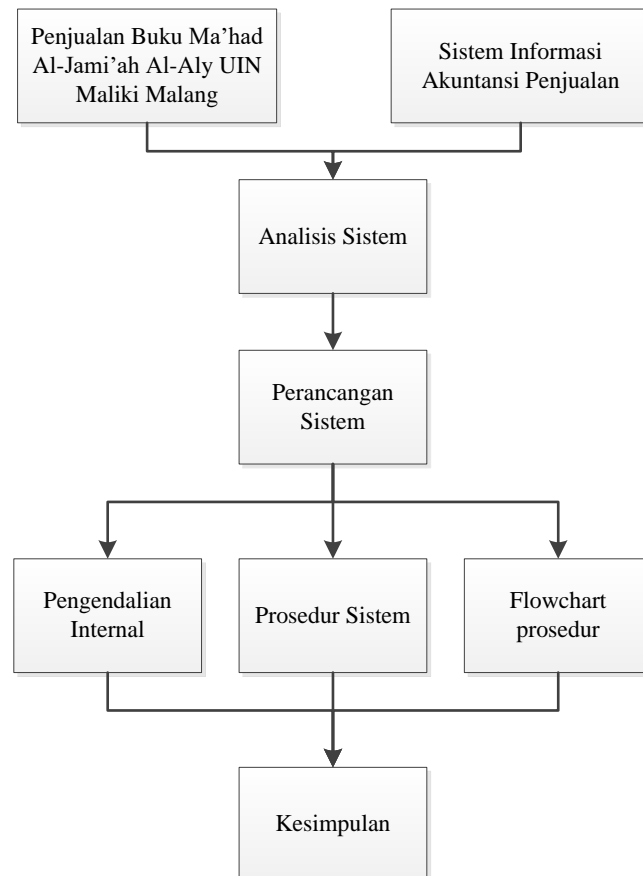 Penjualan Buku Ma’had
Al-Jami’ah Al-Aly UIN
Maliki Malang
Sistem Informasi
Akuntansi Penjualan
Analisis Sistem
Perancangan
Sistem
Pengendalian
Internal
Prosedur Sistem
Flowchart
prosedur
Kesimpulan